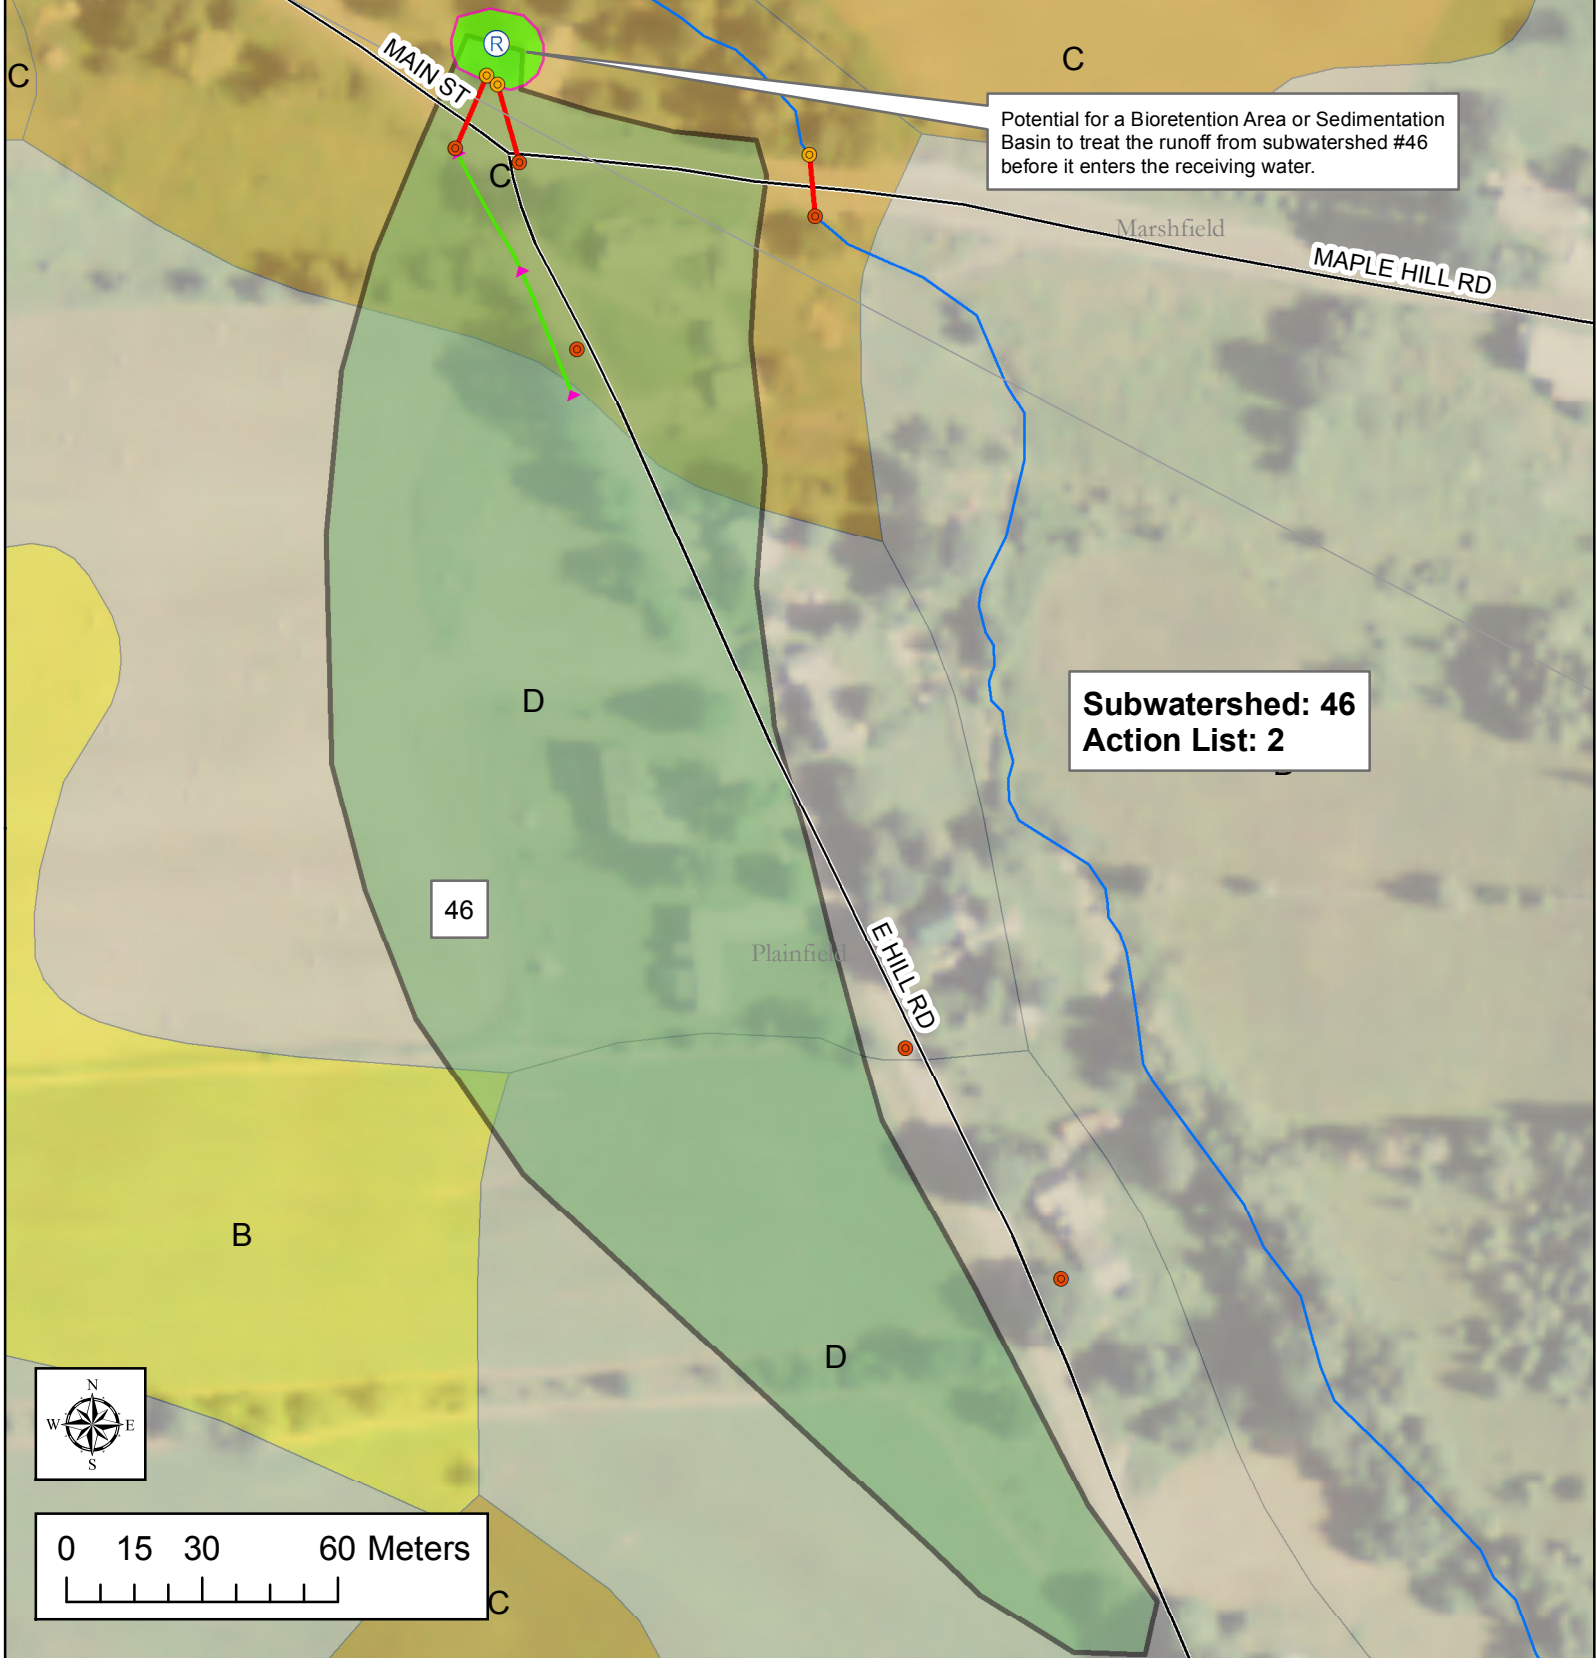 C
MAIN ST
R
C
Potential for a Bioretention Area or Sedimentation
Basin to treat the runoff from subwatershed #46
before it enters the receiving water.
C
Marshfield
MAPLE HILL RD
D
Subwatershed: 46
Action List: 2
46
Plainfield
E HILL RD
B
D
N
W E
S
0 15 30 60 Meters
C